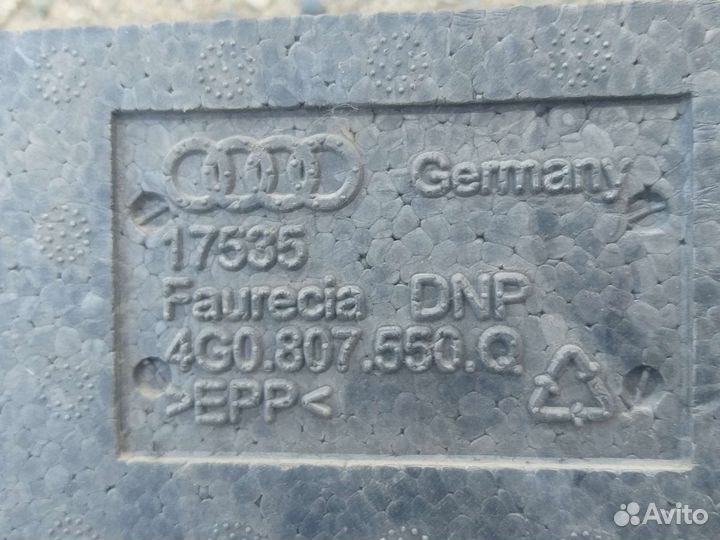 Germany
17535
Faurecia DNP
4G0.807.550.Q
>EPP<
Avito